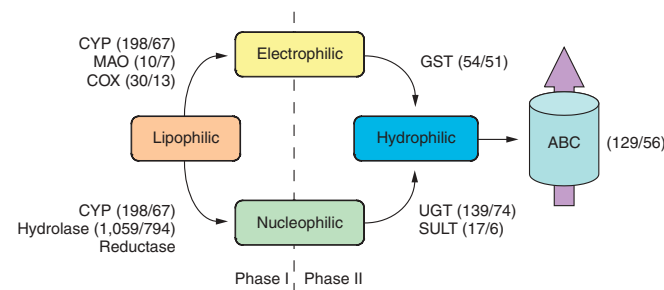 CYP (198/67)
MAO (10/7)
COX (30/13)
Electrophilic
GST (54/51)
Lipophilic
Hydrophilic
ABC
(129/56)
CYP (198/67)
Hydrolase (1,059/794)
Reductase
Nucleophilic
UGT (139/74)
SULT (17/6)
Phase I
Phase II